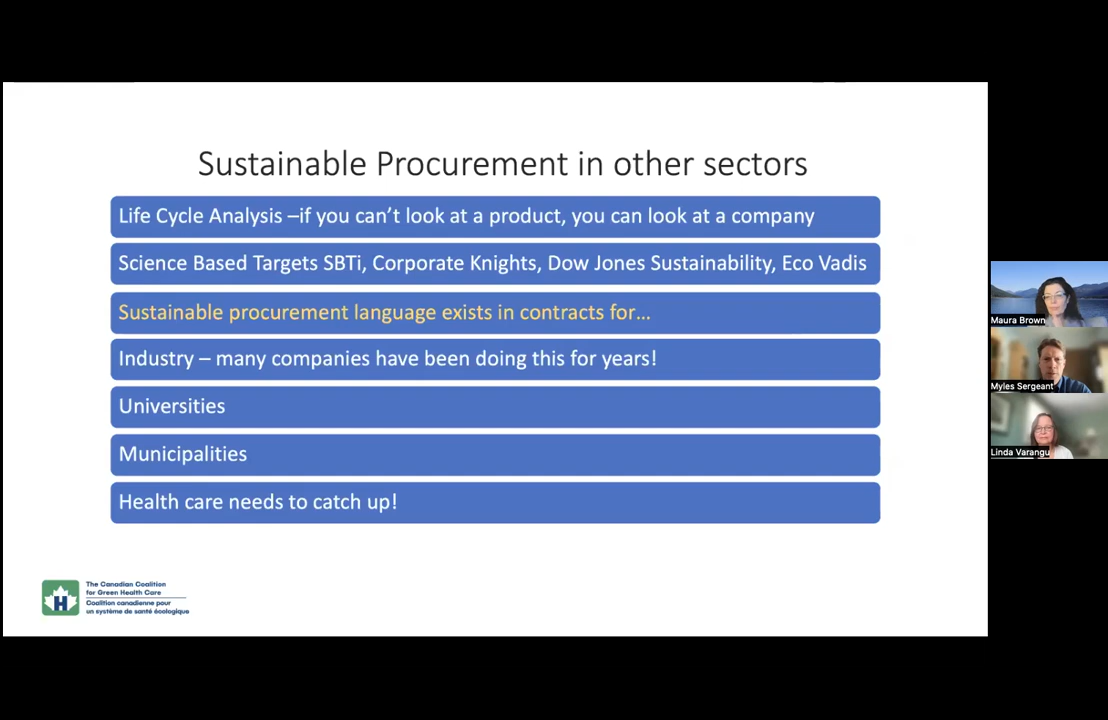 Sustainable Procurement in other sectors
Life Cycle Analysis –if you can't look at a product, you can look at a company
Science Based Targets SBTi, Corporate Knights, Dow Jones Sustainability, Eco Vadis
Sustainable procurement language exists in contracts for...
Industry – many companies have been doing this for years!
Universities
Municipalities
Health care needs to catch up!
H
The Canadian Coalition
for Green Health Care
Coalition canadienne pour
un système de santé écologique
Maura Brown
Myles Sergeant
Linda Varangu